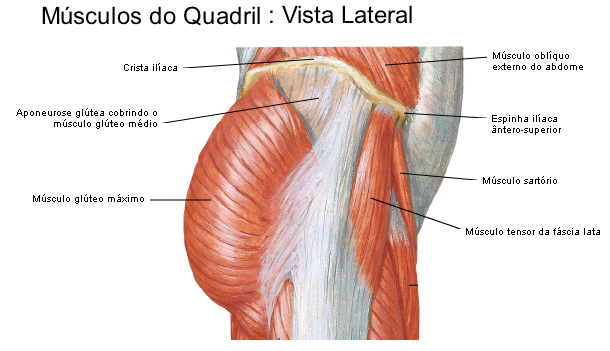 Músculos do Quadril : Vista Lateral
Crista ilíaca
Aponeurose glútea cobrindo o
músculo glúteo médio
Músculo glúteo máximo
Músculo oblíquo
externo do abdome
Espinha ilíaca
ântero-superior
Músculo sartório
Músculo tensor da fáscia lata